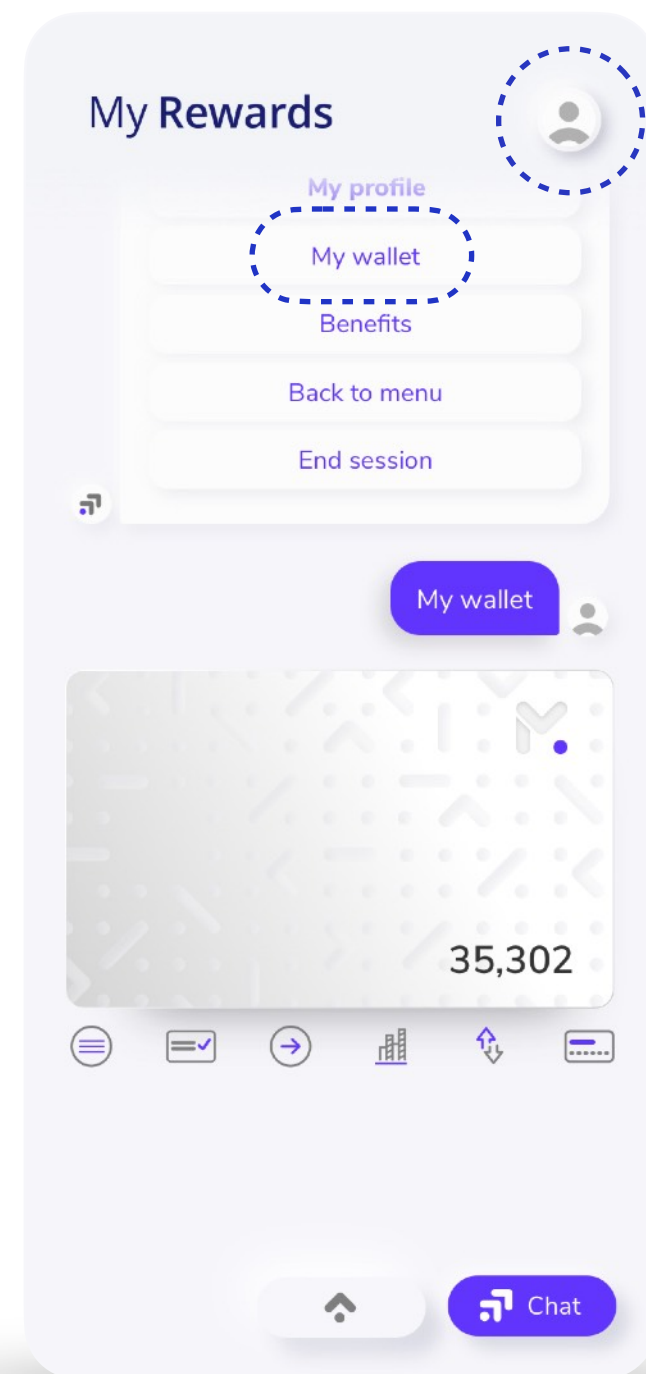 My Rewards
My profile
My wallet
Benefits
Back to menu
End session
My wallet
35,302
Chat